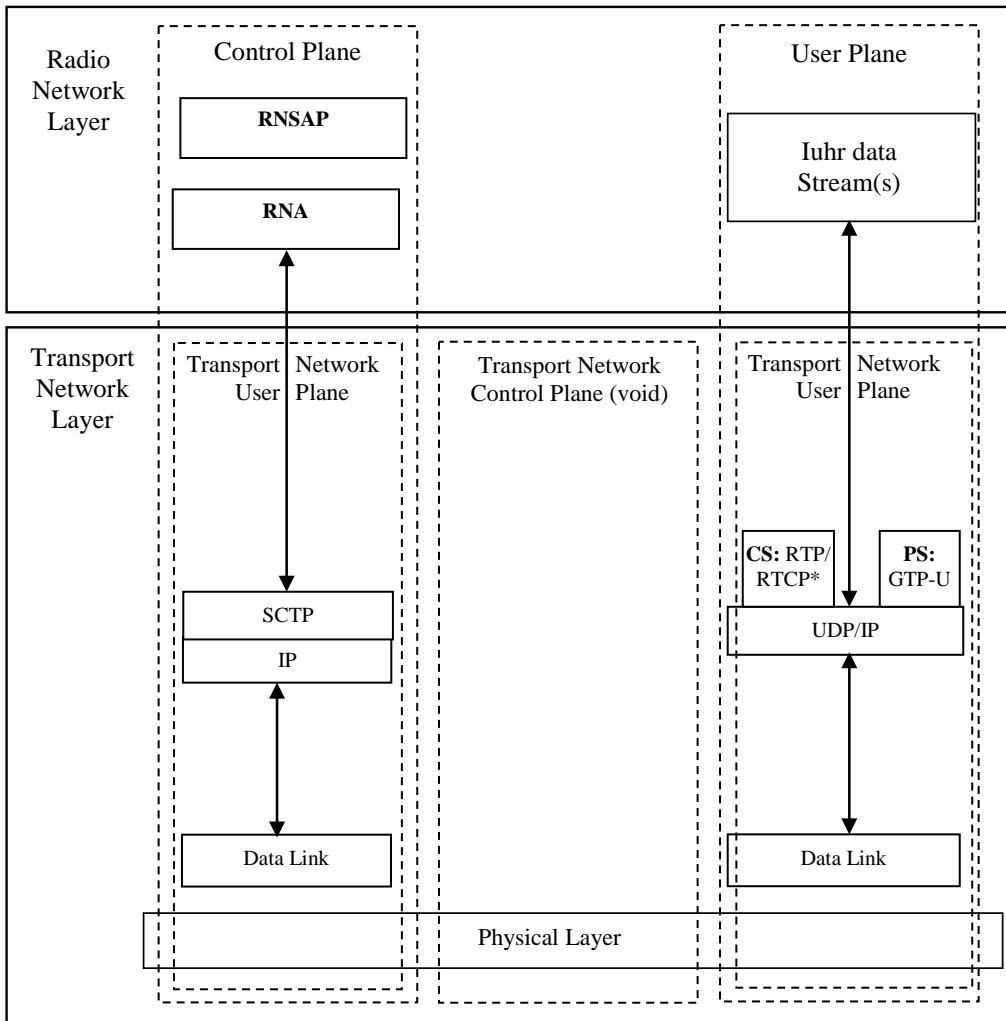 Radio
Network
Layer
Control Plane
User Plane
RNSAP
RNA
Iuhr data
Stream(s)
Transport
Network
Layer
Transport Network
User Plane
Transport Network
Control Plane (void)
Transport Network
User Plane
CS: RTP/
RTCP*
PS:
GTP-U
SCTP
IP
UDP/IP
Data Link
Data Link
Physical Layer